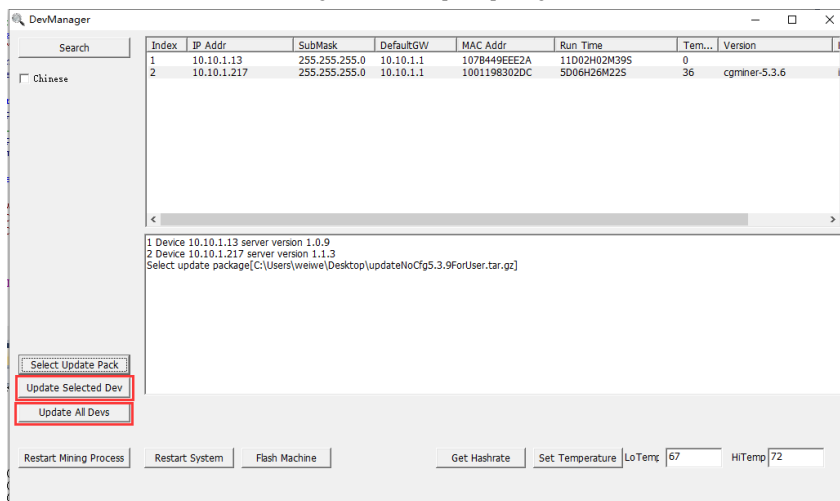 DevManager
Search
Chinese
Index IP Addr SubMask DefaultGW MAC Addr Run Time Tem... Version
1 10.10.1.13 255.255.255.0 10.10.1.1 107B449EEE2A 11D02H02M39S 0
2 10.10.1.217 255.255.255.0 10.10.1.1 1001198302DC 5D06H26M22S 36 cgminer-5.3.6
1 Device 10.10.1.13 server version 1.0.9
2 Device 10.10.1.217 server version 1.1.3
Select update package[C:\Users\weiwe\Desktop\updateNoCfg5.3.9ForUser.tar.gz]
Select Update Pack
Update Selected Dev
Update All Devs
Restart Mining Process Restart System Flash Machine Get Hashrate Set Temperature LoTemp 67 HiTemp 72